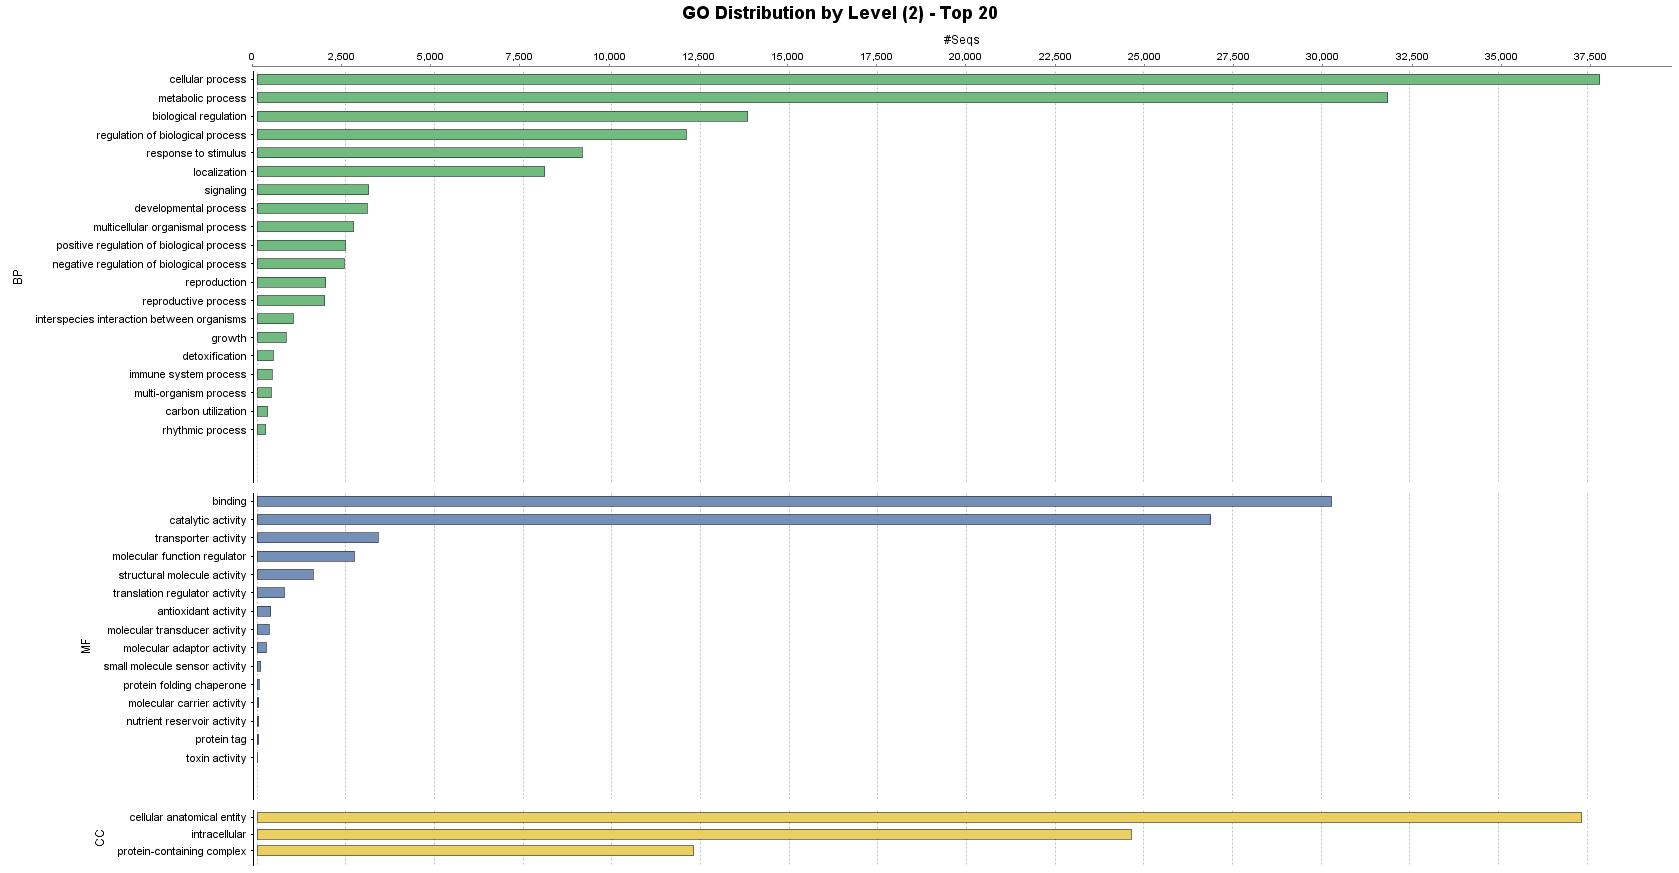 GO Distribution by Level (2) - Top 20
#Seqs
0 2,500 5,000 7,500 10,000 12,500 15,000 17,500 20,000 22,500 25,000 27,500 30,000 32,500 35,000 37,500
BP
cellular process
metabolic process
biological regulation
regulation of biological process
response to stimulus
localization
signaling
developmental process
multicellular organismal process
positive regulation of biological process
negative regulation of biological process
reproduction
reproductive process
interspecies interaction between organisms
growth
detoxification
immune system process
multi-organism process
carbon utilization
rhythmic process
MF
binding
catalytic activity
transporter activity
molecular function regulator
structural molecule activity
translation regulator activity
antioxidant activity
molecular transducer activity
molecular adaptor activity
small molecule sensor activity
protein folding chaperone
molecular carrier activity
nutrient reservoir activity
protein tag
toxin activity
CC
cellular anatomical entity
intracellular
protein-containing complex